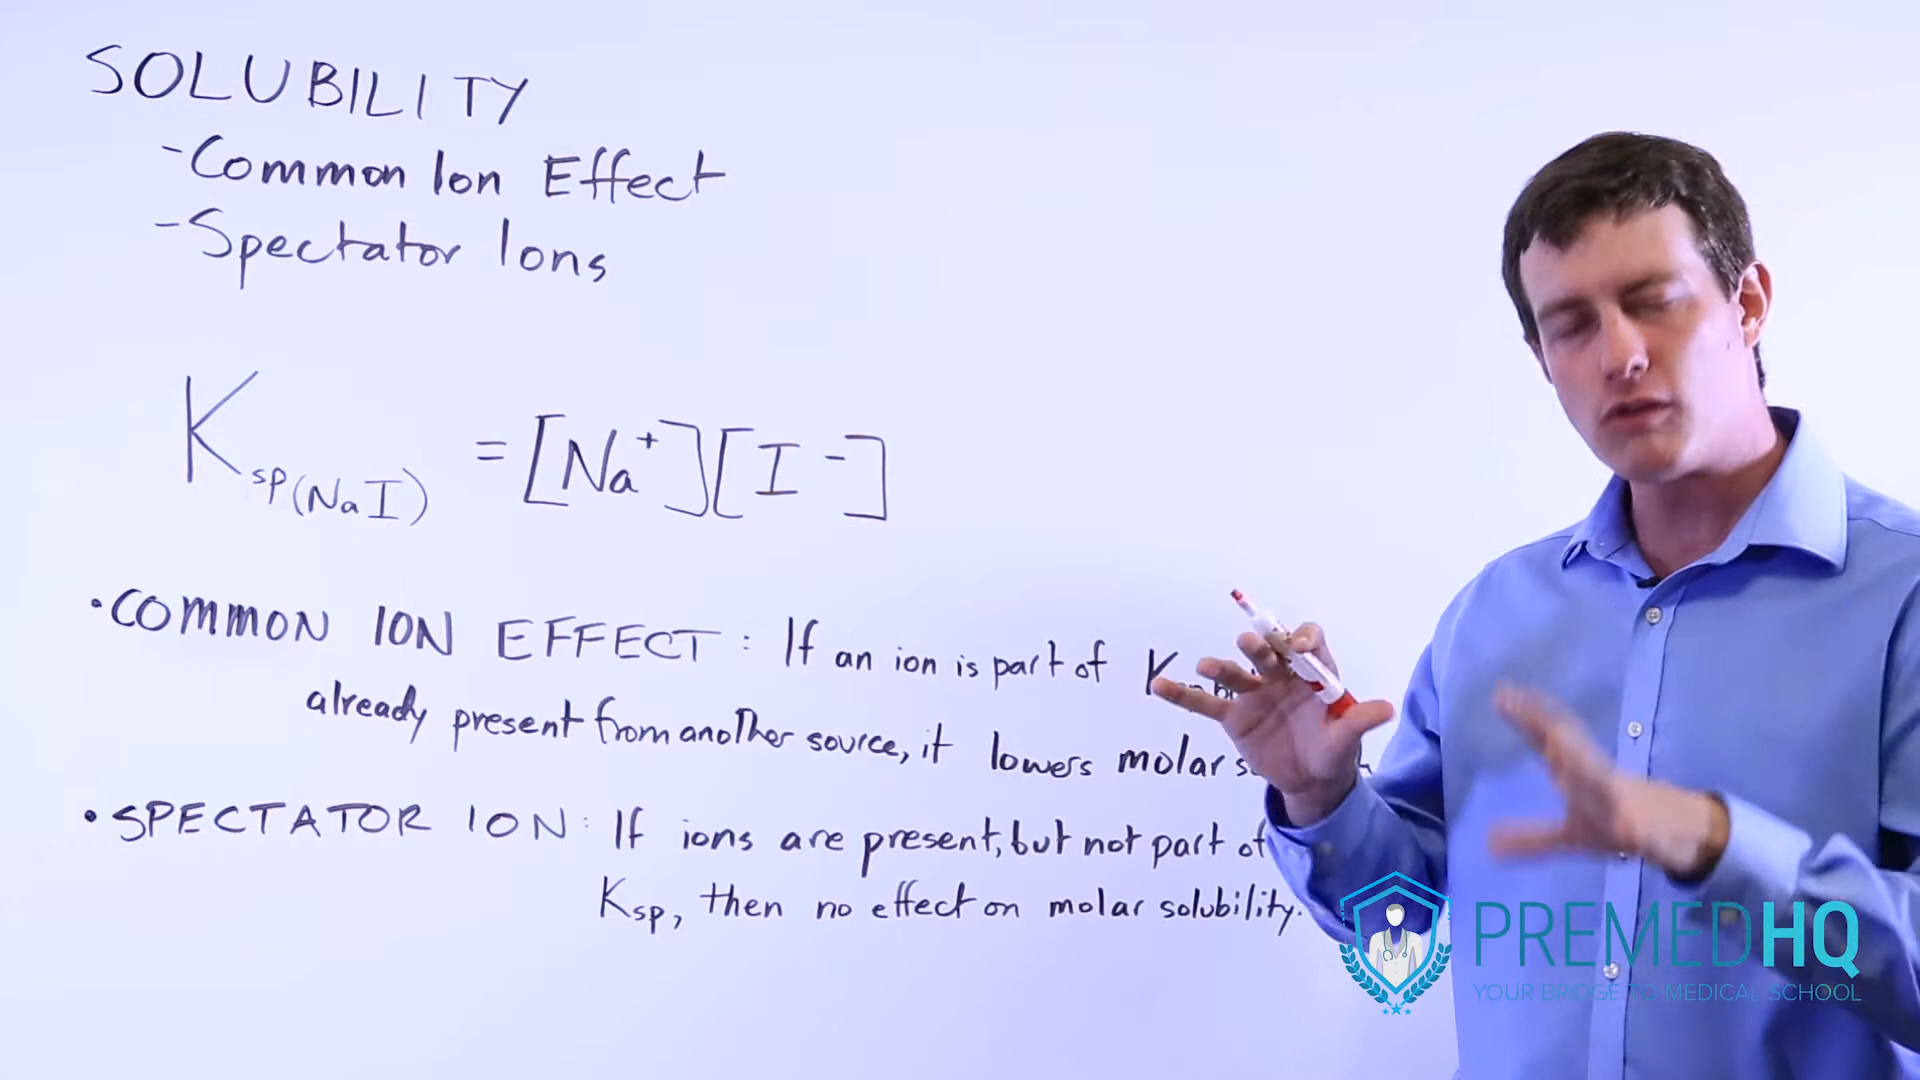 SOLUBILITY
-Common Ion Effect
-Spectator Ions
Ksp(NaI) = [Na+][I-]
•COMMON ION EFFECT: If an ion is part of K
already present from another source, it lowers molar
•SPECTATOR ION: If ions are present, but not part of
Ksp, then no effect on molar solubility.
PREMEDHQ
YOUR BRIDGE TO MEDICAL SCHOOL